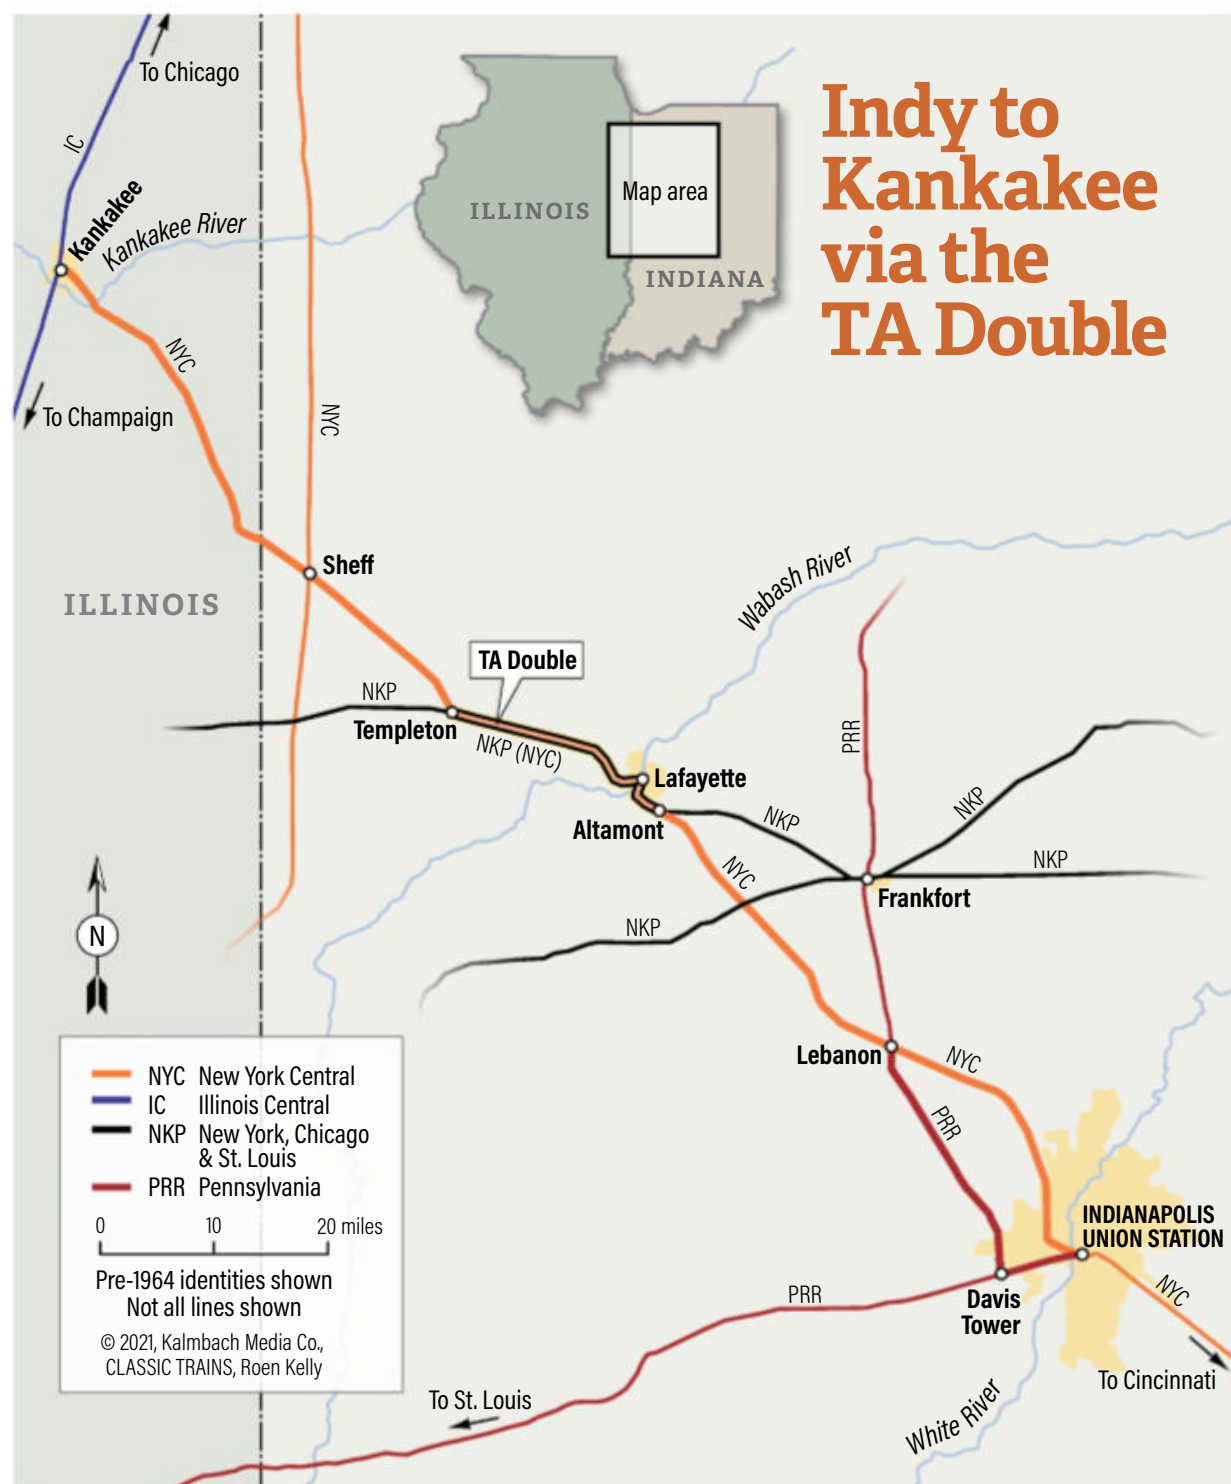 Indy to
Kankakee
via the
TA Double
To Chicago
IC
Kankakee
Kankakee River
ILLINOIS
Map area
INDIANA
NYC
NYC
To Champaign
Sheff
ILLINOIS
Wabash River
TA Double
NKP
Templeton
NKP (NYC)
PRR
Lafayette
Altamont
NKP
NKP
NYC
NKP
Frankfort
NKP
N
Lebanon
NYC
PRR
NYC New York Central
IC Illinois Central
NKP New York, Chicago
& St. Louis
PRR Pennsylvania
0 10 20 miles
Pre-1964 identities shown
Not all lines shown
© 2021, Kalmbach Media Co.,
CLASSIC TRAINS, Roen Kelly
INDIANAPOLIS
UNION STATION
PRR
Davis
Tower
NYC
To Cincinnati
To St. Louis
White River